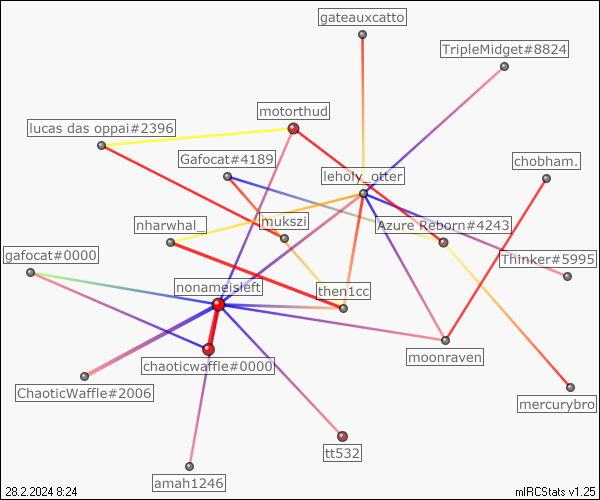 gateauxcatto
TripleMidget#8824
motorthud
lucas das oppai#2396
Gafocat#4189
chobham.
leholy_otter
nharwhal_
mukszi
Azure Reborn#4243
gafocat#0000
Thinker#5995
nonameisleft
then1cc
moonraven
chaoticwaffle#0000
ChaoticWaffle#2006
mercurybro
tt532
amah1246
28.2.2024 8:24
mIRCStats v1.25